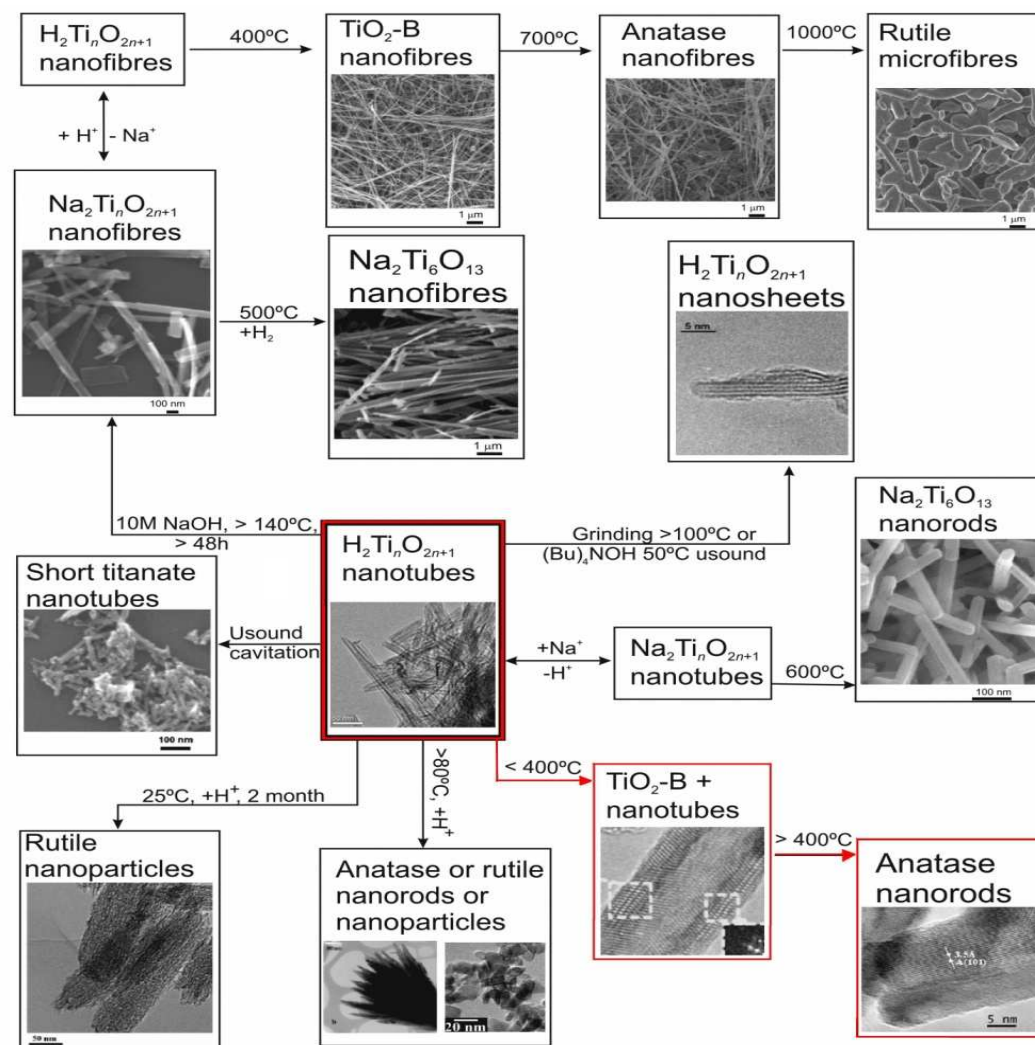 H₂TiₙO₂ₙ₊₁
nanofibres
400ºC
TiO₂-B
nanofibres
1 μm
700ºC
Anatase
nanofibres
1 μm
1000ºC
Rutile
microfibres
1 μm
+ H⁺ - Na⁺
Na₂TiₙO₂ₙ₊₁
nanofibres
100 nm
500ºC
+H₂
Na₂Ti₆O₁₃
nanofibres
1 μm
H₂TiₙO₂ₙ₊₁
nanosheets
5 nm
10M NaOH, > 140ºC,
> 48h
H₂TiₙO₂ₙ₊₁
nanotubes
Grinding >100ºC or
(Bu)₄NOH 50ºC usound
Na₂Ti₆O₁₃
nanorods
100 nm
Short titanate
nanotubes
100 nm
Usound
cavitation
+Na⁺
-H⁺
Na₂TiₙO₂ₙ₊₁
nanotubes
600ºC
25ºC, +H⁺, 2 month
>80ºC, +H⁺
< 400ºC
Rutile
nanoparticles
50 nm
Anatase or rutile
nanorods or
nanoparticles
20 nm
TiO₂-B +
nanotubes
> 400ºC
Anatase
nanorods
3.5Å
A(101)
5 nm